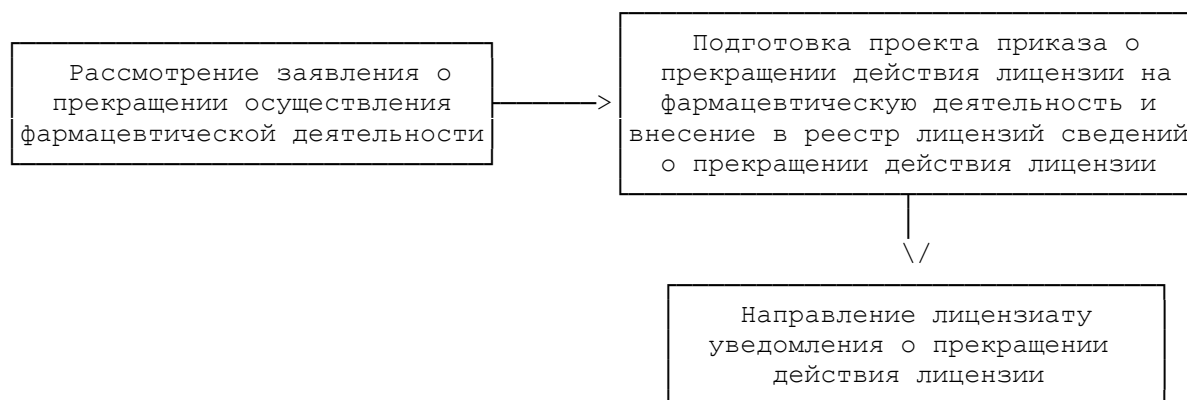 Рассмотрение заявления о
прекращении осуществления
фармацевтической деятельности
Подготовка проекта приказа о
прекращении действия лицензии на
фармацевтическую деятельность и
внесение в реестр лицензий сведений
о прекращении действия лицензии
Направление лицензиату
уведомления о прекращении
действия лицензии